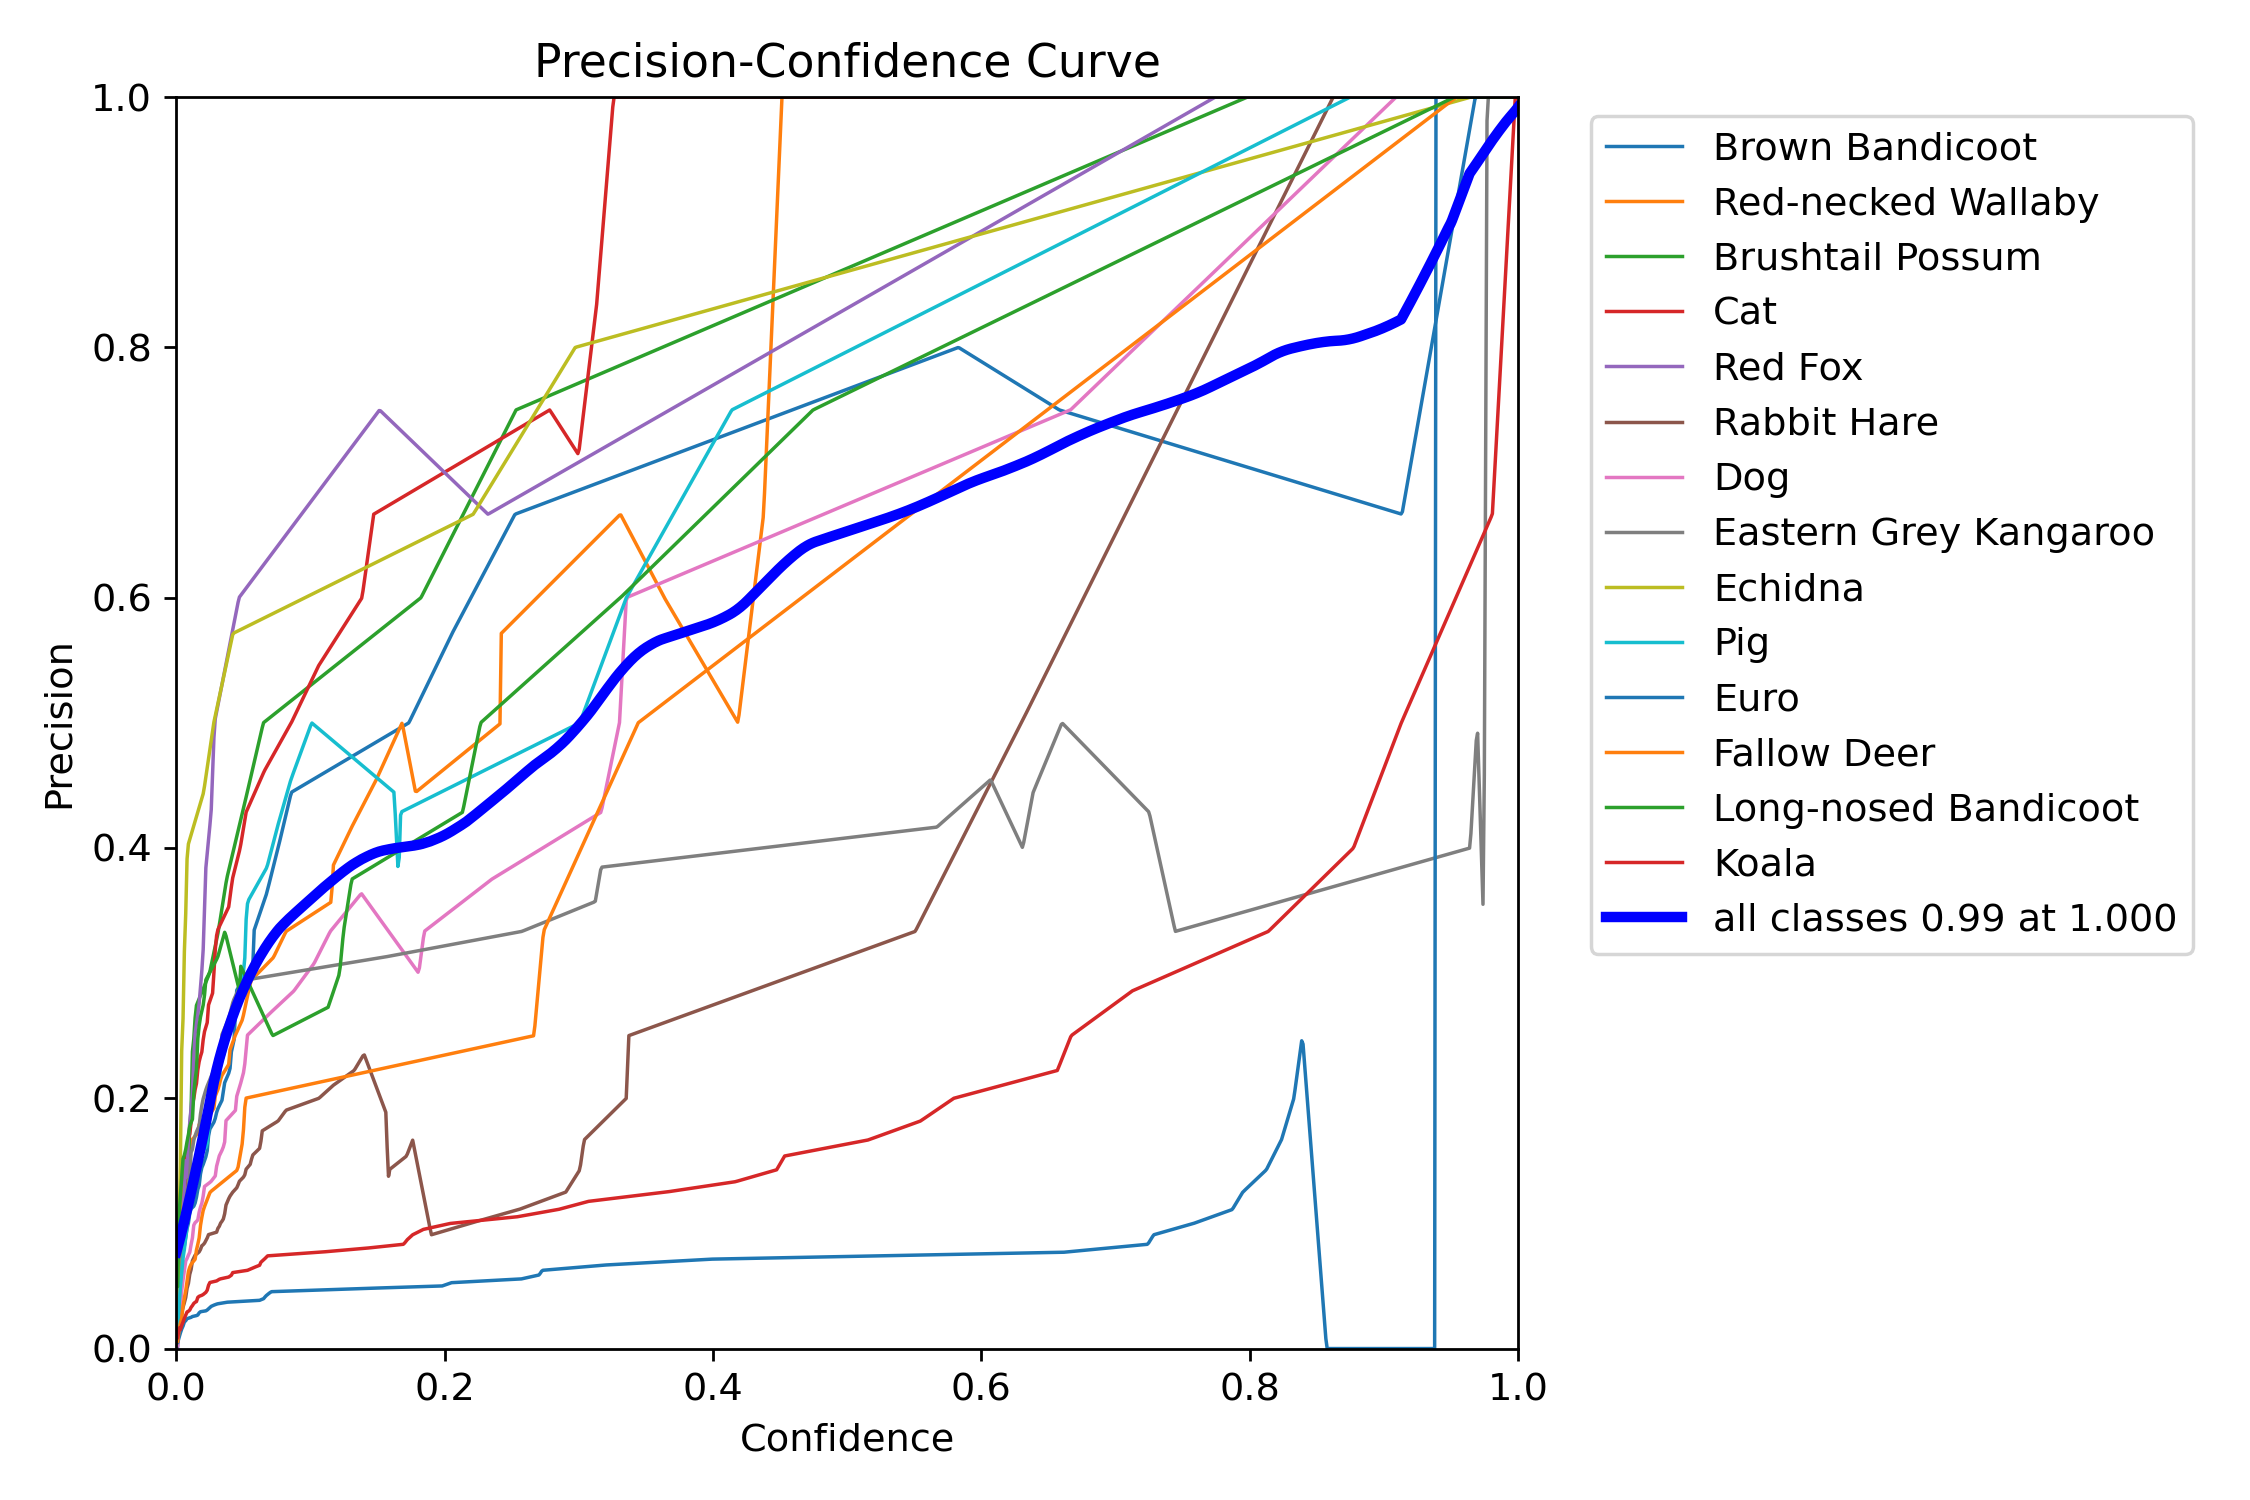 Precision-Confidence Curve
1.0
0.8
0.6
0.4
0.2
0.0
Precision
0.0 0.2 0.4 0.6 0.8 1.0
Confidence
Brown Bandicoot
Red-necked Wallaby
Brushtail Possum
Cat
Red Fox
Rabbit Hare
Dog
Eastern Grey Kangaroo
Echidna
Pig
Euro
Fallow Deer
Long-nosed Bandicoot
Koala
all classes 0.99 at 1.000